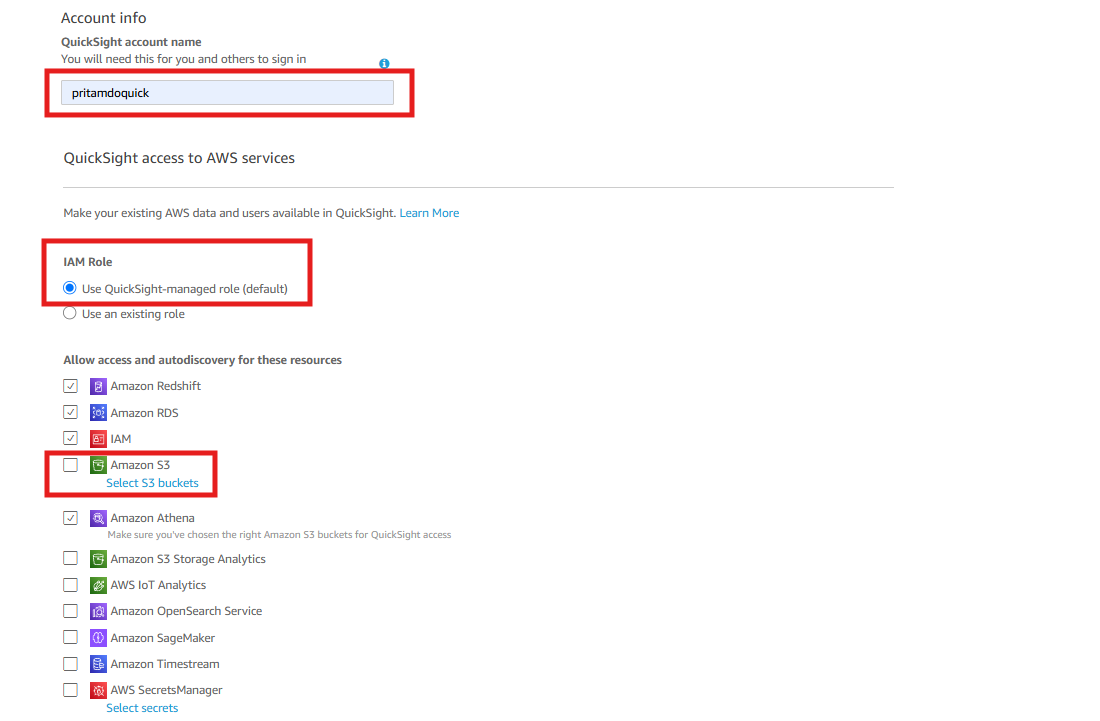 Account info
QuickSight account name
You will need this for you and others to sign in
pritamdoquick
QuickSight access to AWS services
Make your existing AWS data and users available in QuickSight. Learn More
IAM Role
Use QuickSight-managed role (default)
Use an existing role
Allow access and autodiscovery for these resources
Amazon Redshift
Amazon RDS
IAM
Amazon S3
Select S3 buckets
Amazon Athena
Make sure you've chosen the right Amazon S3 buckets for QuickSight access
Amazon S3 Storage Analytics
AWS IoT Analytics
Amazon OpenSearch Service
Amazon SageMaker
Amazon Timestream
AWS SecretsManager
Select secrets